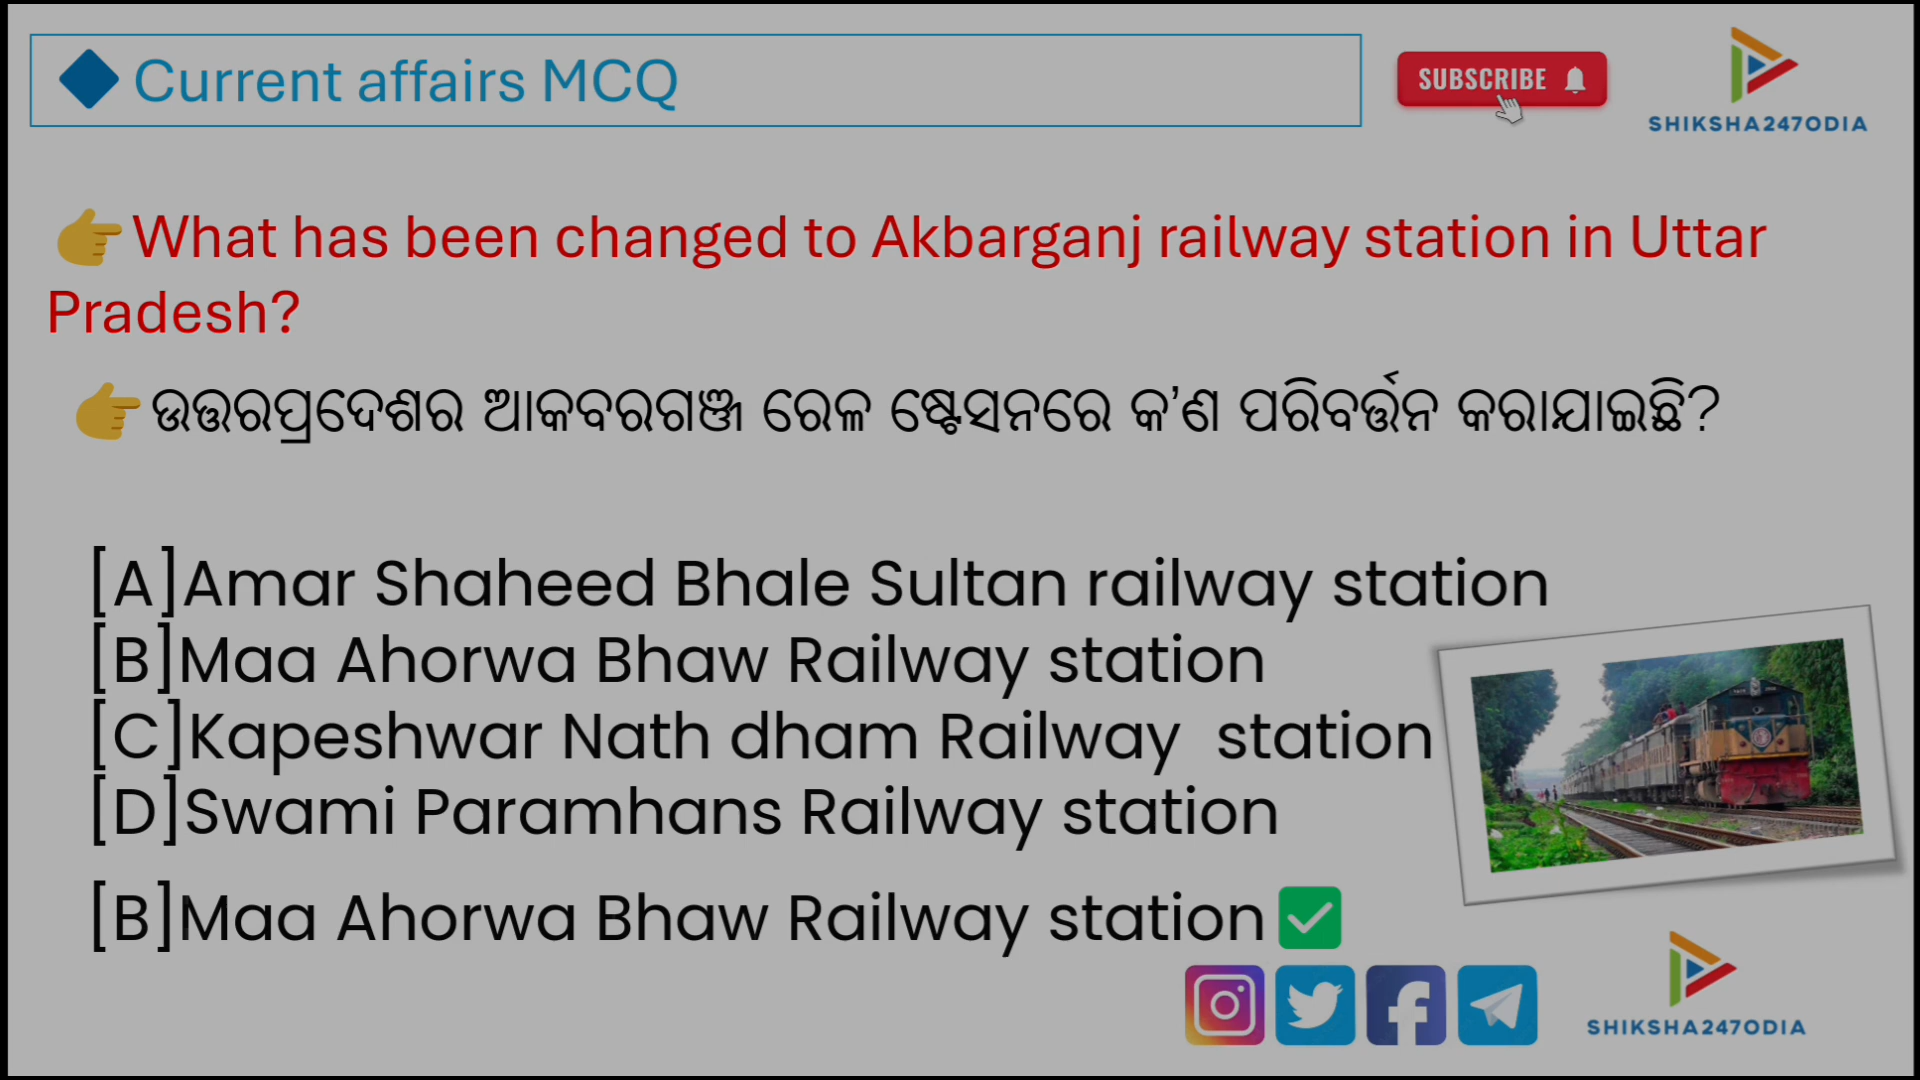 Current affairs MCQ
SUBSCRIBE
SHIKSHA247ODIA
What has been changed to Akbarganj railway station in Uttar
Pradesh?
ଉତ୍ତରପ୍ରଦେଶର ଆକବରଗଞ୍ଜ ରେଳ ଷ୍ଟେସନରେ କ'ଣ ପରିବର୍ତ୍ତନ କରାଯାଇଛି?
[A]Amar Shaheed Bhale Sultan railway station
[B]Maa Ahorwa Bhaw Railway station
[C]Kapeshwar Nath dham Railway station
[D]Swami Paramhans Railway station
[B]Maa Ahorwa Bhaw Railway station
SHIKSHA247ODIA